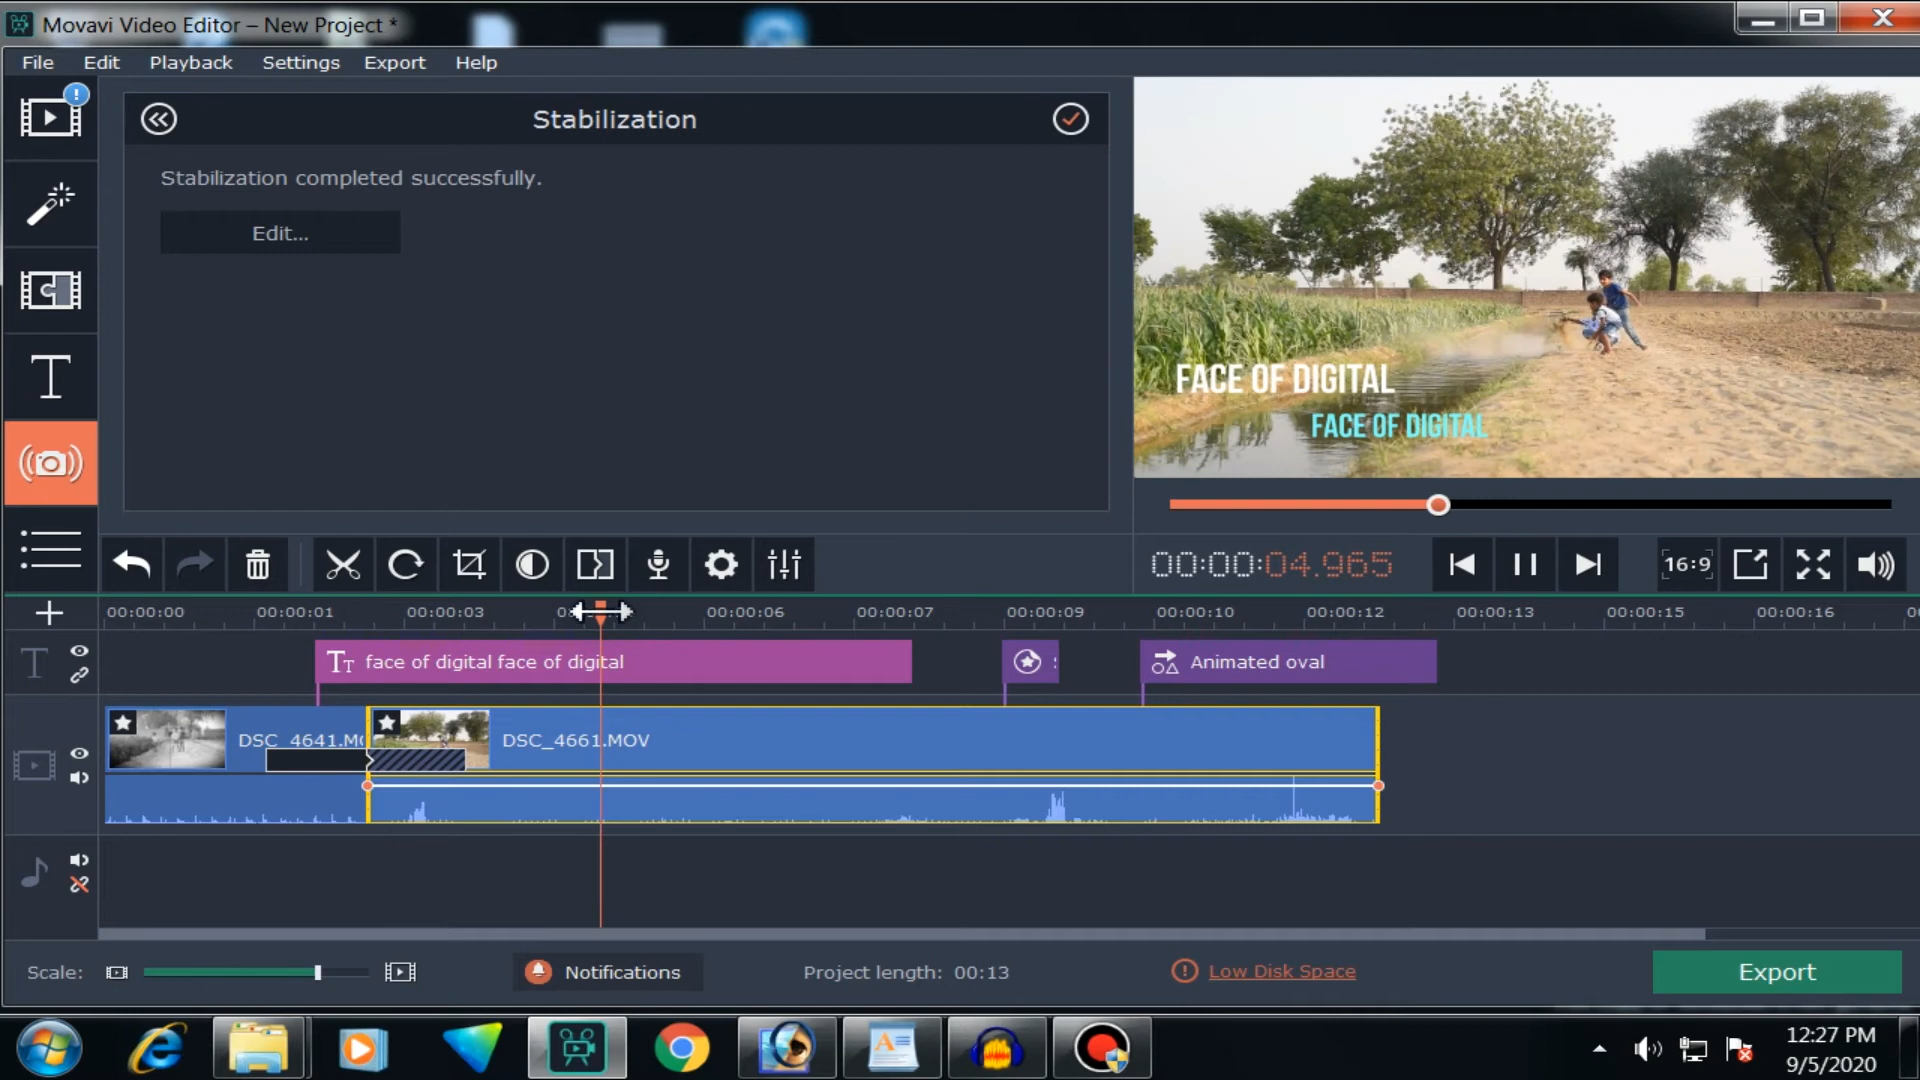 Movavi Video Editor – New Project *
File Edit Playback Settings Export Help
Stabilization
Stabilization completed successfully.
Edit...
FACE OF DIGITAL
FACE OF DIGITAL
00:00:04.965
16:9
00:00:00 00:00:01 00:00:03 00:00:06 00:00:07 00:00:09 00:00:10 00:00:12 00:00:13 00:00:15 00:00:16
face of digital face of digital
Animated oval
DSC_4641.MO
DSC_4661.MOV
Scale:
Notifications
Project length: 00:13
Low Disk Space
Export
12:27 PM
9/5/2020